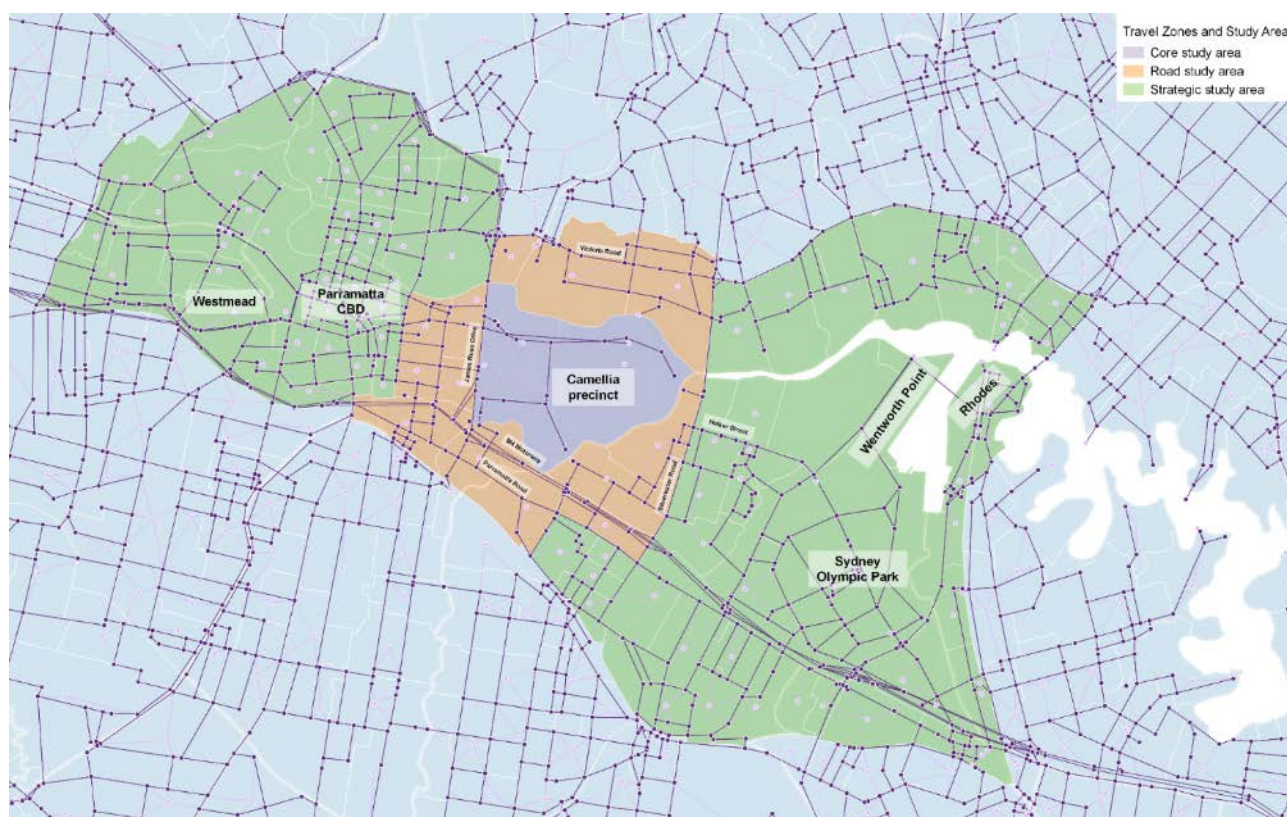 Travel Zones and Study Area
Core study area
Road study area
Strategic study area
Victoria Road
Westmead
Parramatta
CBD
James Ruse Drive
Camellia
precinct
Wentworth Point
Rhodes
Holker Street
M4 Motorway
Parramatta Road
Silverwater Road
Sydney
Olympic Park